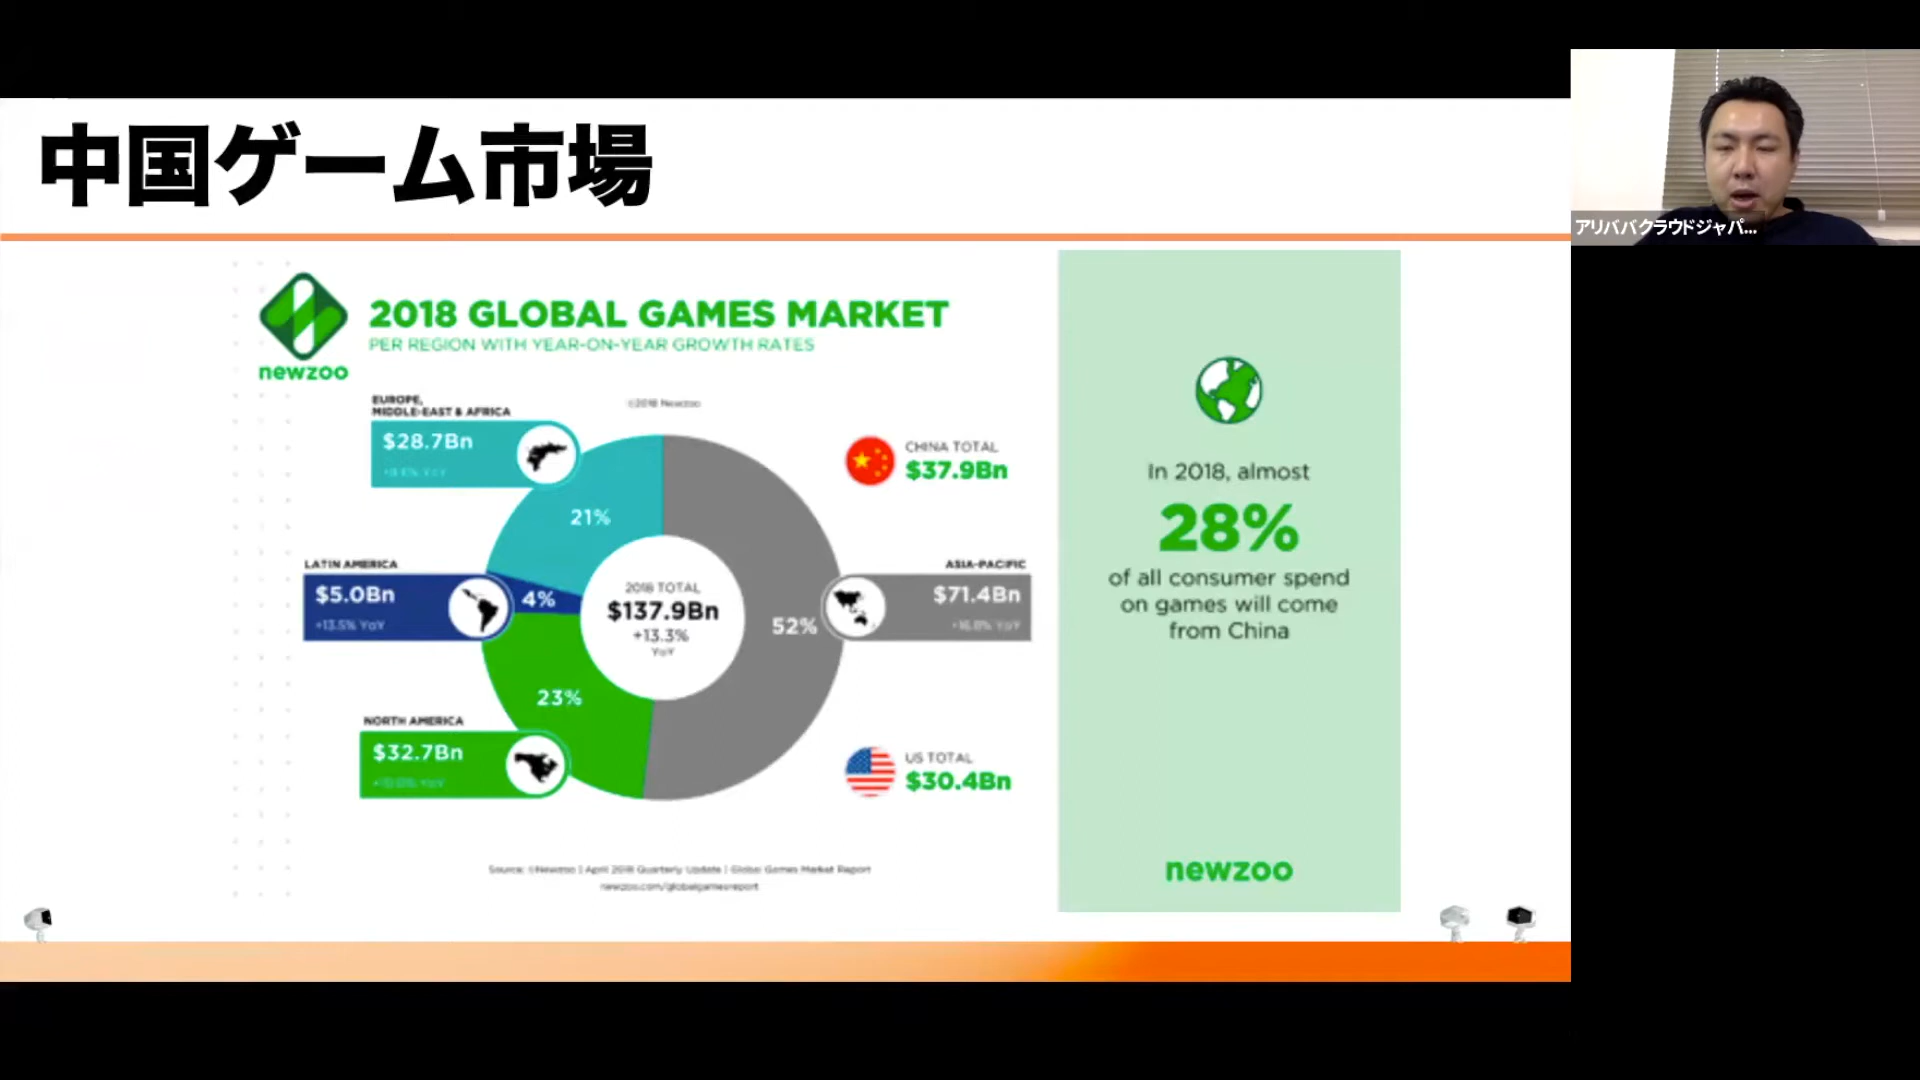 中国ゲーム市場
アリババクラウドジャパ...
newzoo
2018 GLOBAL GAMES MARKET
PER REGION WITH YEAR-ON-YEAR GROWTH RATES
©2018 Newzoo
EUROPE,
MIDDLE-EAST & AFRICA
$28.7Bn
21%
CHINA TOTAL
$37.9Bn
LATIN AMERICA
$5.0Bn
+13.5% YoY
4%
2018 TOTAL
$137.9Bn
+13.3%
YoY
52%
ASIA-PACIFIC
$71.4Bn
+16.8% YoY
23%
NORTH AMERICA
$32.7Bn
US TOTAL
$30.4Bn
Source: ©Newzoo | April 2018 Quarterly Update | Global Games Market Report
newzoo.com/globalgamesreport
In 2018, almost
28%
of all consumer spend
on games will come
from China
newzoo